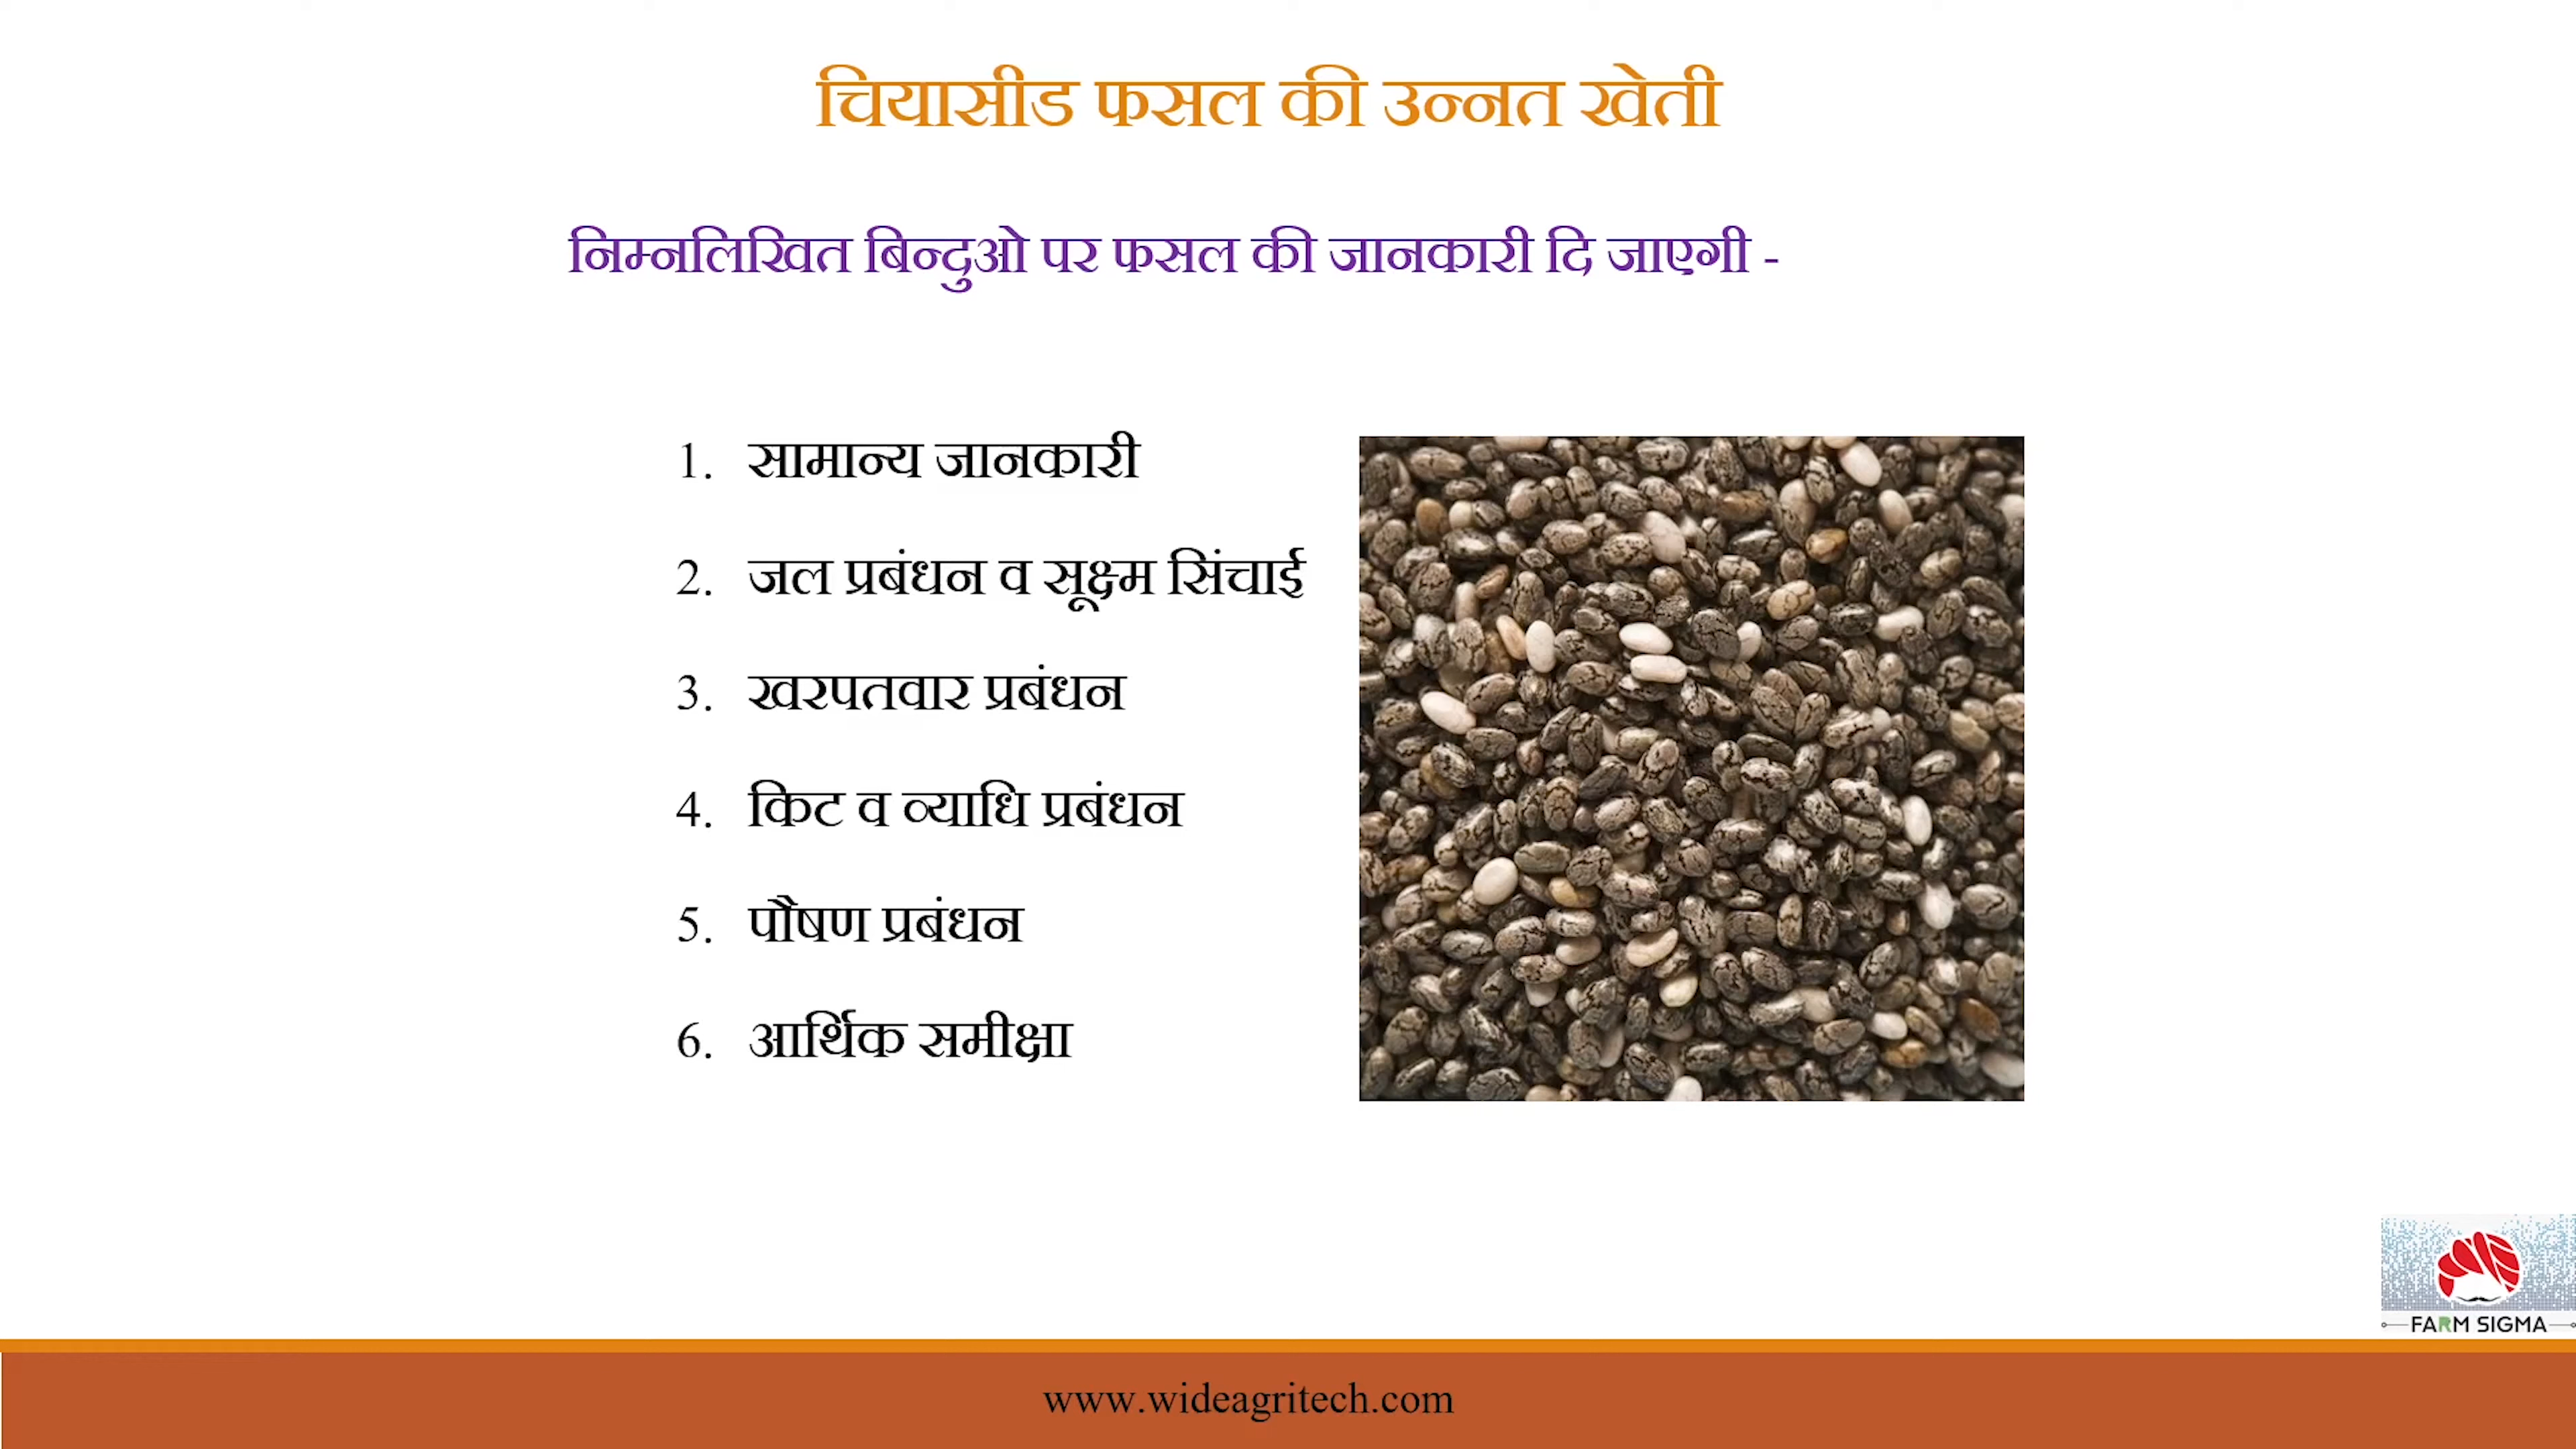 चियासीड फसल की उन्नत खेती
निम्नलिखित बिन्दुओ पर फसल की जानकारी दि जाएगी -
1. सामान्य जानकारी
2. जल प्रबंधन व सूक्ष्म सिंचाई
3. खरपतवार प्रबंधन
4. किट व व्याधि प्रबंधन
5. पौषण प्रबंधन
6. आर्थिक समीक्षा
FARM SIGMA
www.wideagritech.com